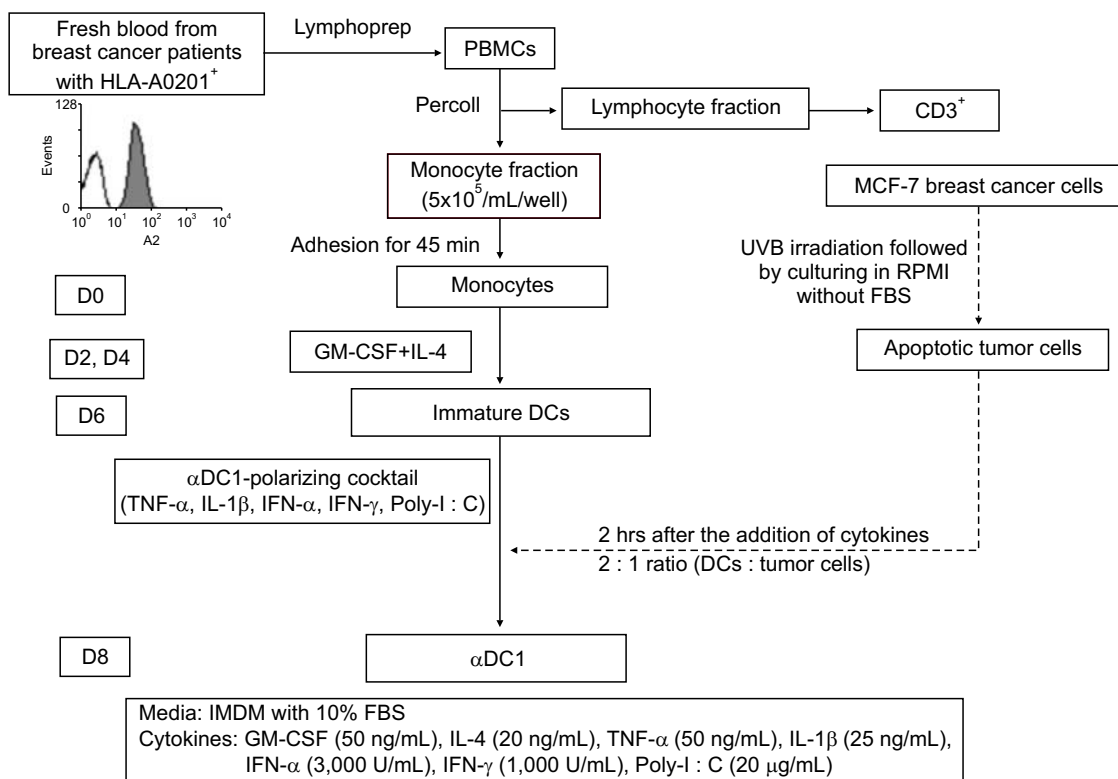 Fresh blood from
breast cancer patients
with HLA-A0201+
Lymphoprep
PBMCs
Percoll
Lymphocyte fraction
CD3+
128
Events
0
10^0 10^1 10^2 10^3 10^4
A2
Monocyte fraction
(5x10^5/mL/well)
Adhesion for 45 min
MCF-7 breast cancer cells
UVB irradiation followed
by culturing in RPMI
without FBS
D0
Monocytes
D2, D4
GM-CSF+IL-4
Apoptotic tumor cells
D6
Immature DCs
αDC1-polarizing cocktail
(TNF-α, IL-1β, IFN-α, IFN-γ, Poly-I : C)
2 hrs after the addition of cytokines
2 : 1 ratio (DCs : tumor cells)
D8
αDC1
Media: IMDM with 10% FBS
Cytokines: GM-CSF (50 ng/mL), IL-4 (20 ng/mL), TNF-α (50 ng/mL), IL-1β (25 ng/mL),
IFN-α (3,000 U/mL), IFN-γ (1,000 U/mL), Poly-I : C (20 μg/mL)